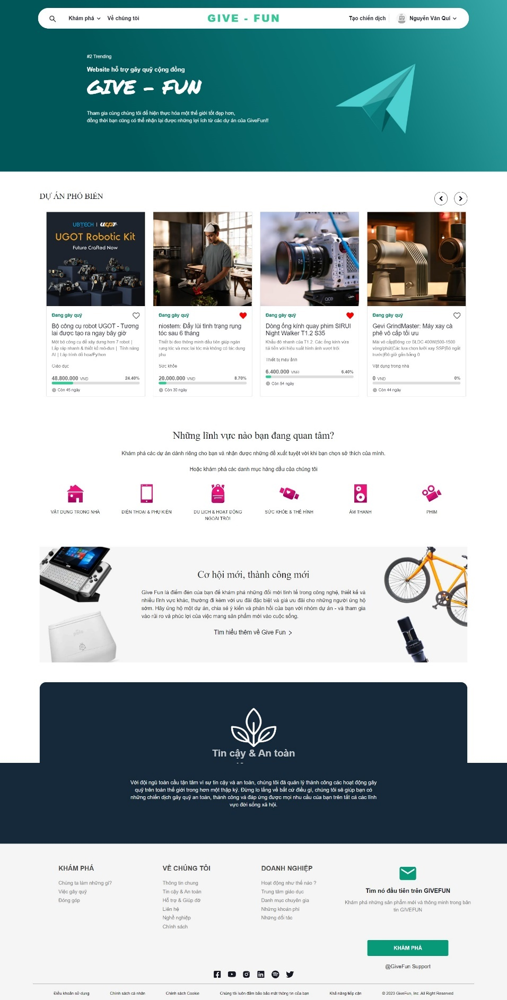 Khám phá
Về chúng tôi
GIVE - FUN
Tạo chiến dịch
Nguyễn Văn Quí
#2 Trending
Website hỗ trợ gây quỹ cộng đồng
GIVE - FUN
Tham gia cùng chúng tôi để hiện thực hóa một thế giới tốt đẹp hơn,
đồng thời bạn cũng có thể nhận lại được những lợi ích từ các dự án của GiveFun!!
DỰ ÁN PHỔ BIẾN
UBTECH | UGOT
UGOT Robotic Kit
Future Crafted Now
Đang gây quỹ
Bộ công cụ robot UGOT - Tương
lai được tạo ra ngay bây giờ
Một bộ công cụ để xây dựng hơn 7 robot |
Lắp ráp nhanh & thiết kế mô-đun | Tính năng
AI | Lập trình đồ họa/Python
Giáo dục
48.800.000 VNĐ
24.40%
Còn 45 ngày
Đang gây quỹ
niostem: Đẩy lùi tình trạng rụng
tóc sau 6 tháng
Thiết bị đeo thông minh đầu tiên giúp ngăn
rụng tóc và mọc lại tóc mà không có tác dụng
phụ
Sức khỏe
20.000.000 VNĐ
8.70%
Còn 30 ngày
24
T1.2
ace
Đang gây quỹ
Dòng ống kính quay phim SIRUI
Night Walker T1.2 S35
Khẩu độ nhanh của T1.2. Các ống kính vừa
túi tiền với hiệu suất hình ảnh vượt trội
Thiết bị máy ảnh
6.400.000 VNĐ
6.40%
Còn 54 ngày
Đang gây quỹ
Gevi GrindMaster: Máy xay cà
phê vô cấp tối ưu
Mài vô cấp|Động cơ BLDC 400W|500-1500
vòng/phút|Các lựa chọn lưỡi xay SSP|Bộ ngắt
trước|Độ giữ gần bằng 0
Vật dụng trong nhà
0 VNĐ
0%
Còn 44 ngày
Những lĩnh vực nào bạn đang quan tâm?
Khám phá các dự án dành riêng cho bạn và nhận được những đề xuất tuyệt vời khi bạn chọn sở thích của mình.
Hoặc khám phá các danh mục hàng đầu của chúng tôi
VẬT DỤNG TRONG NHÀ
ĐIỆN THOẠI & PHỤ KIỆN
DU LỊCH & HOẠT ĐỘNG
NGOÀI TRỜI
SỨC KHỎE & THỂ HÌNH
ÂM THANH
PHIM
Cơ hội mới, thành công mới
Give Fun là điểm đến của bạn để khám phá những đổi mới tinh tế trong công nghệ, thiết kế và
nhiều lĩnh vực khác, thường đi kèm với ưu đãi đặc biệt và giá ưu đãi cho những người ủng hộ
sớm. Hãy ủng hộ một dự án, chia sẻ ý kiến và phản hồi của bạn với nhóm dự án - và tham gia
vào rủi ro và phúc lợi của việc mang sản phẩm mới vào cuộc sống.
Tìm hiểu thêm về Give Fun
Tin cậy & An toàn
Với đội ngũ toàn cầu tận tâm vì sự tin cậy và an toàn, chúng tôi đã quản lý thành công các hoạt động gây
quỹ trên toàn thế giới trong hơn một thập kỷ. Đừng lo lắng về bất cứ điều gì, chúng tôi sẽ giúp bạn có
những chiến dịch gây quỹ an toàn, thành công và đáp ứng được mọi nhu cầu của bạn trên tất cả các lĩnh
vực đời sống xã hội.
KHÁM PHÁ
Chúng ta làm những gì?
Việc gây quỹ
Đóng góp
VỀ CHÚNG TÔI
Thông tin chung
Tin cậy & An toàn
Hỗ trợ & Giúp đỡ
Liên hệ
Nghề nghiệp
Chính sách
DOANH NGHIỆP
Hoạt động như thế nào ?
Trung tâm giáo dục
Danh mục chuyên gia
Những khoản phí
Những đối tác
Tìm nó đầu tiên trên GIVEFUN
Khám phá những sản phẩm mới và thông minh trong bản
tin GIVEFUN
KHÁM PHÁ
@GiveFun Support
Điều khoản sử dụng
Chính sách cá nhân
Chính sách Cookie
Chúng tôi luôn đảm bảo bảo mật thông tin của bạn
Khả năng tiếp cận
© 2023 GiveFun, Inc. All Right Reserved